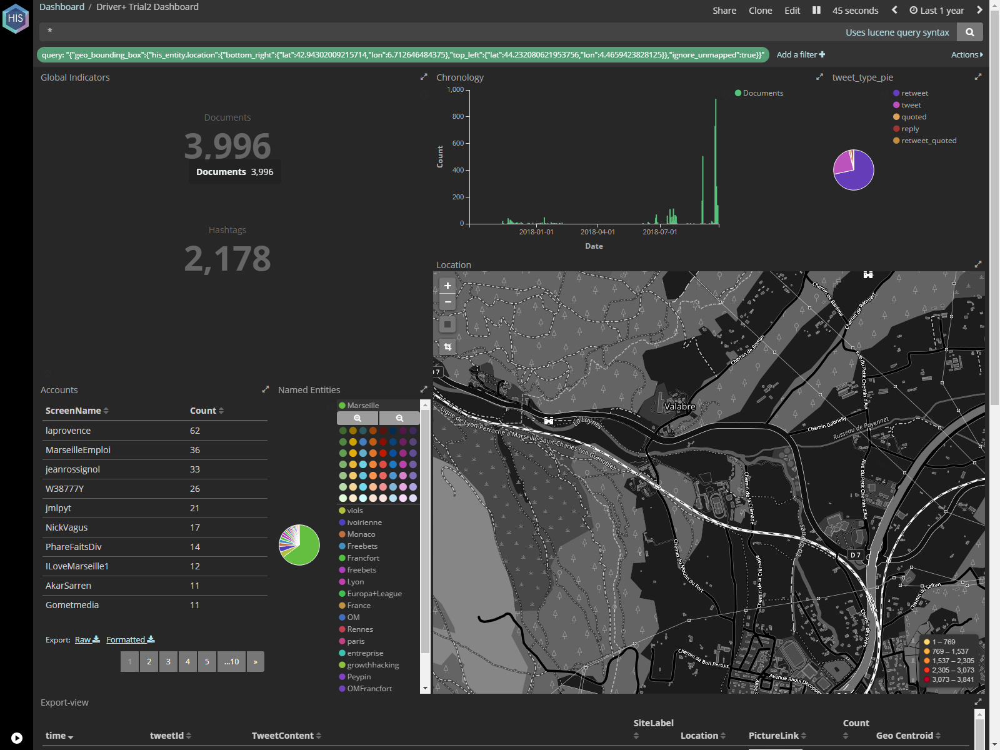 HIS
Dashboard / Driver+ Trial2 Dashboard
Share Clone Edit 45 seconds Last 1 year
*
Uses lucene query syntax
query: "{"geo_bounding_box":{"his_entity.location":{"bottom_right":{"lat":42.94302009215714,"lon":6.712646484375},"top_left":{"lat":44.232080621953756,"lon":4.4659423828125}},"ignore_unmapped":true}}"
Add a filter
Actions
Global Indicators
Documents
3,996
Documents 3,996
Hashtags
2,178
Chronology
1,000
800
600
400
200
0
Count
2018-01-01
2018-04-01
2018-07-01
Date
Documents
tweet_type_pie
retweet
tweet
quoted
reply
retweet_quoted
Accounts
ScreenName Count
laprovence 62
MarseilleEmploi 36
jeanrossignol 33
W38777Y 26
jmlpyt 21
NickVagus 17
PhareFaitsDiv 14
ILoveMarseille1 12
AkarSarren 11
Gometmedia 11
Export: Raw Formatted
1 2 3 4 5 ...10 »
Named Entities
Marseille
viols
ivoirienne
Monaco
Freebets
Francfort
freebets
Lyon
Europa+League
France
OM
Rennes
paris
entreprise
growthhacking
Peypin
OMFrancfort
Location
+
−
Chemin de Barème
Chemin de Rambert
Chemin de Roman
Rue du Petit Chemin d'Aix
D 7
Valabre
La Luynes
Ligne de Lyon-Perrache à Marseille-Saint-Charles (via Grenoble)
Chemin Gabrielly
Russeau de Payennet
Rue du Petit Chemin d'Aix
Chemin de la Crémade
D 7
Chemin du Moulin du Fort
Chemin de la Crémade
Chemin du Safran
Chemin des Prés
Chemin de Bon Pertuis
Avenue Raoul Décoppet
1 – 769
769 – 1,537
1,537 – 2,305
2,305 – 3,073
3,073 – 3,841
Export-view
time tweetId TweetContent SiteLabel Location PictureLink Count Geo Centroid